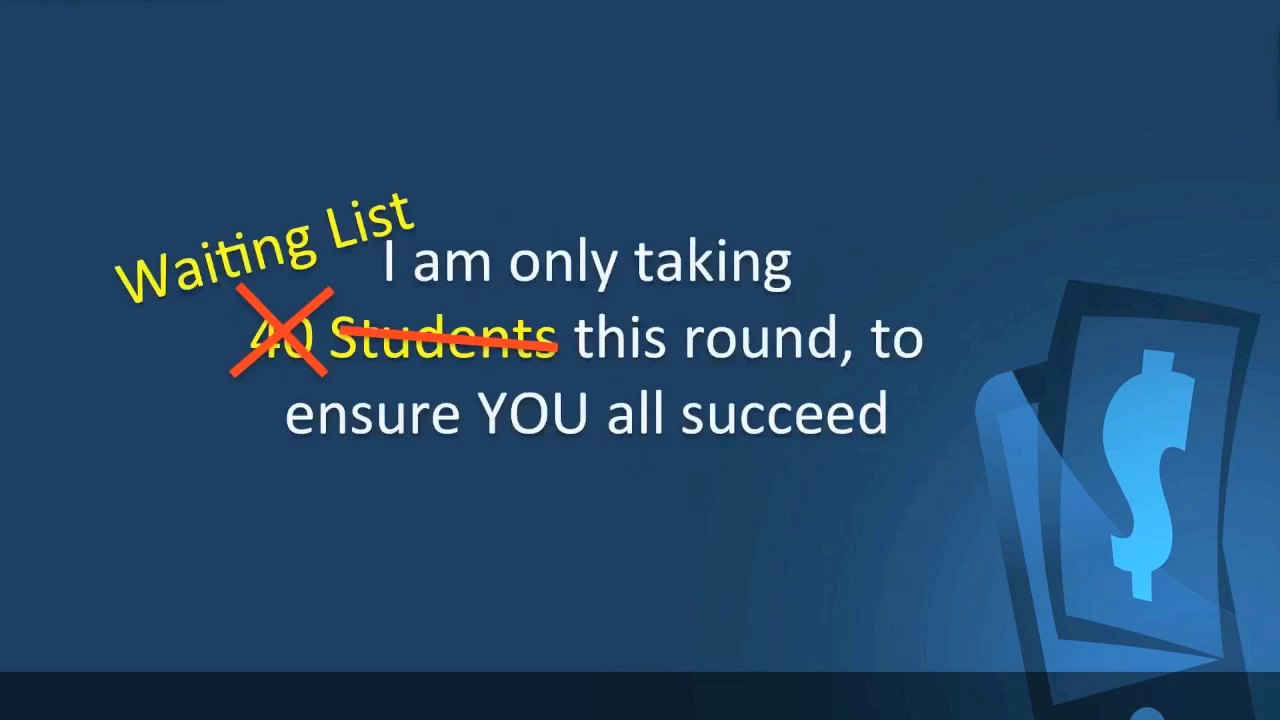 Waiting List
I am only taking
40 Students this round, to
ensure YOU all succeed
$